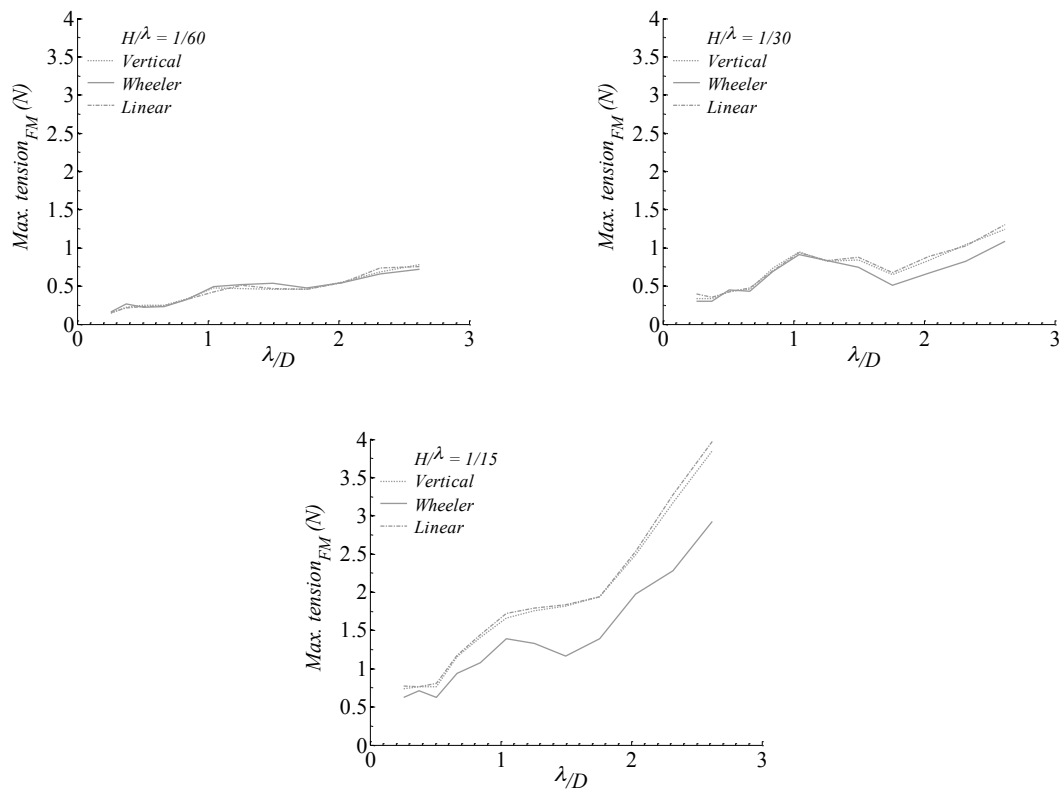 H/λ = 1/60
Vertical
Wheeler
Linear
Max. tension_FM (N)
4
3.5
3
2.5
2
1.5
1
0.5
0
0 1 2 3
λ/D
H/λ = 1/30
Vertical
Wheeler
Linear
Max. tension_FM (N)
4
3.5
3
2.5
2
1.5
1
0.5
0
0 1 2 3
λ/D
H/λ = 1/15
Vertical
Wheeler
Linear
Max. tension_FM (N)
4
3.5
3
2.5
2
1.5
1
0.5
0
0 1 2 3
λ/D